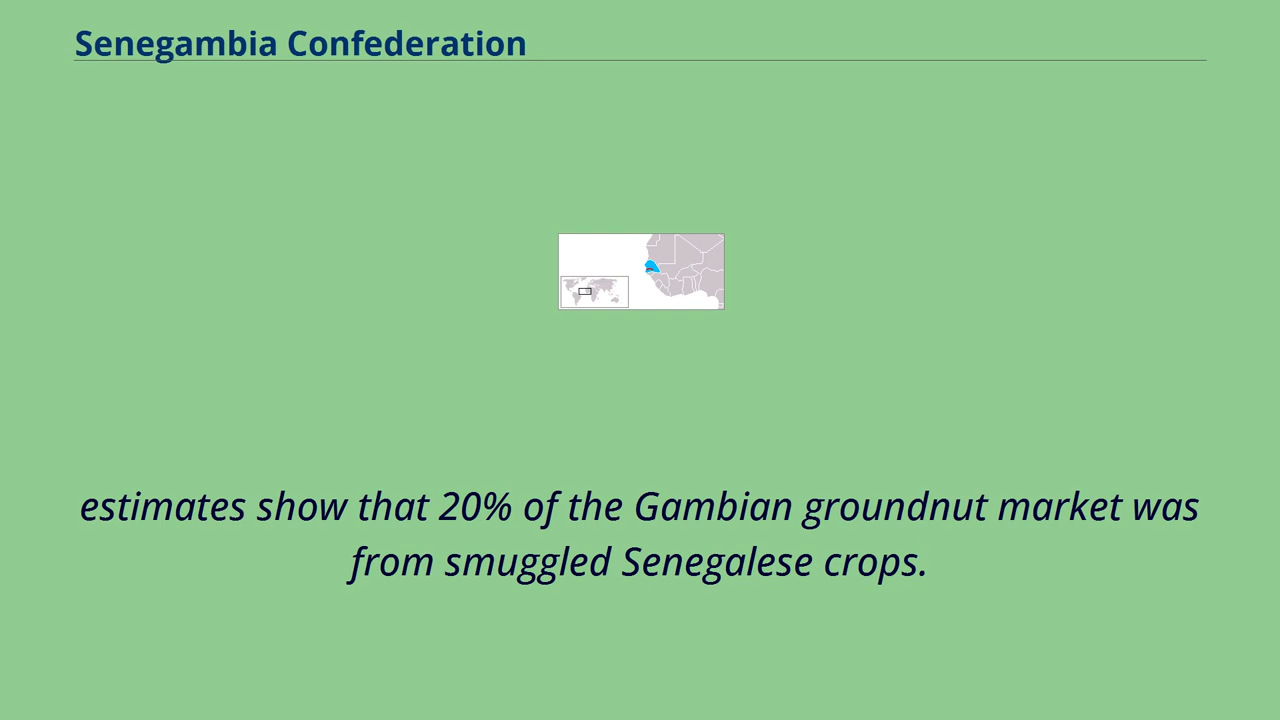 Senegambia Confederation
estimates show that 20% of the Gambian groundnut market was
from smuggled Senegalese crops.